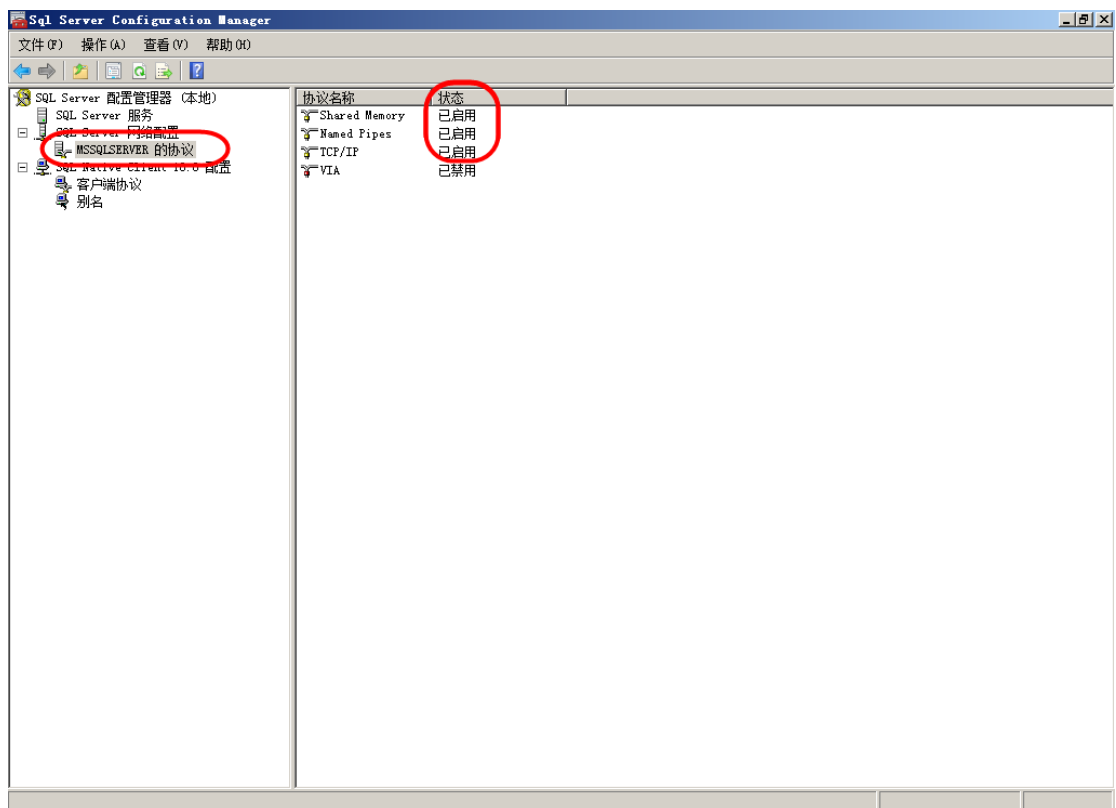 Sql Server Configuration Manager
文件(F) 操作(A) 查看(V) 帮助(H)
SQL Server 配置管理器 (本地)
SQL Server 服务
SQL Server 网络配置
MSSQLSERVER 的协议
SQL Native Client 10.0 配置
客户端协议
别名
协议名称 状态
Shared Memory 已启用
Named Pipes 已启用
TCP/IP 已启用
VIA 已禁用